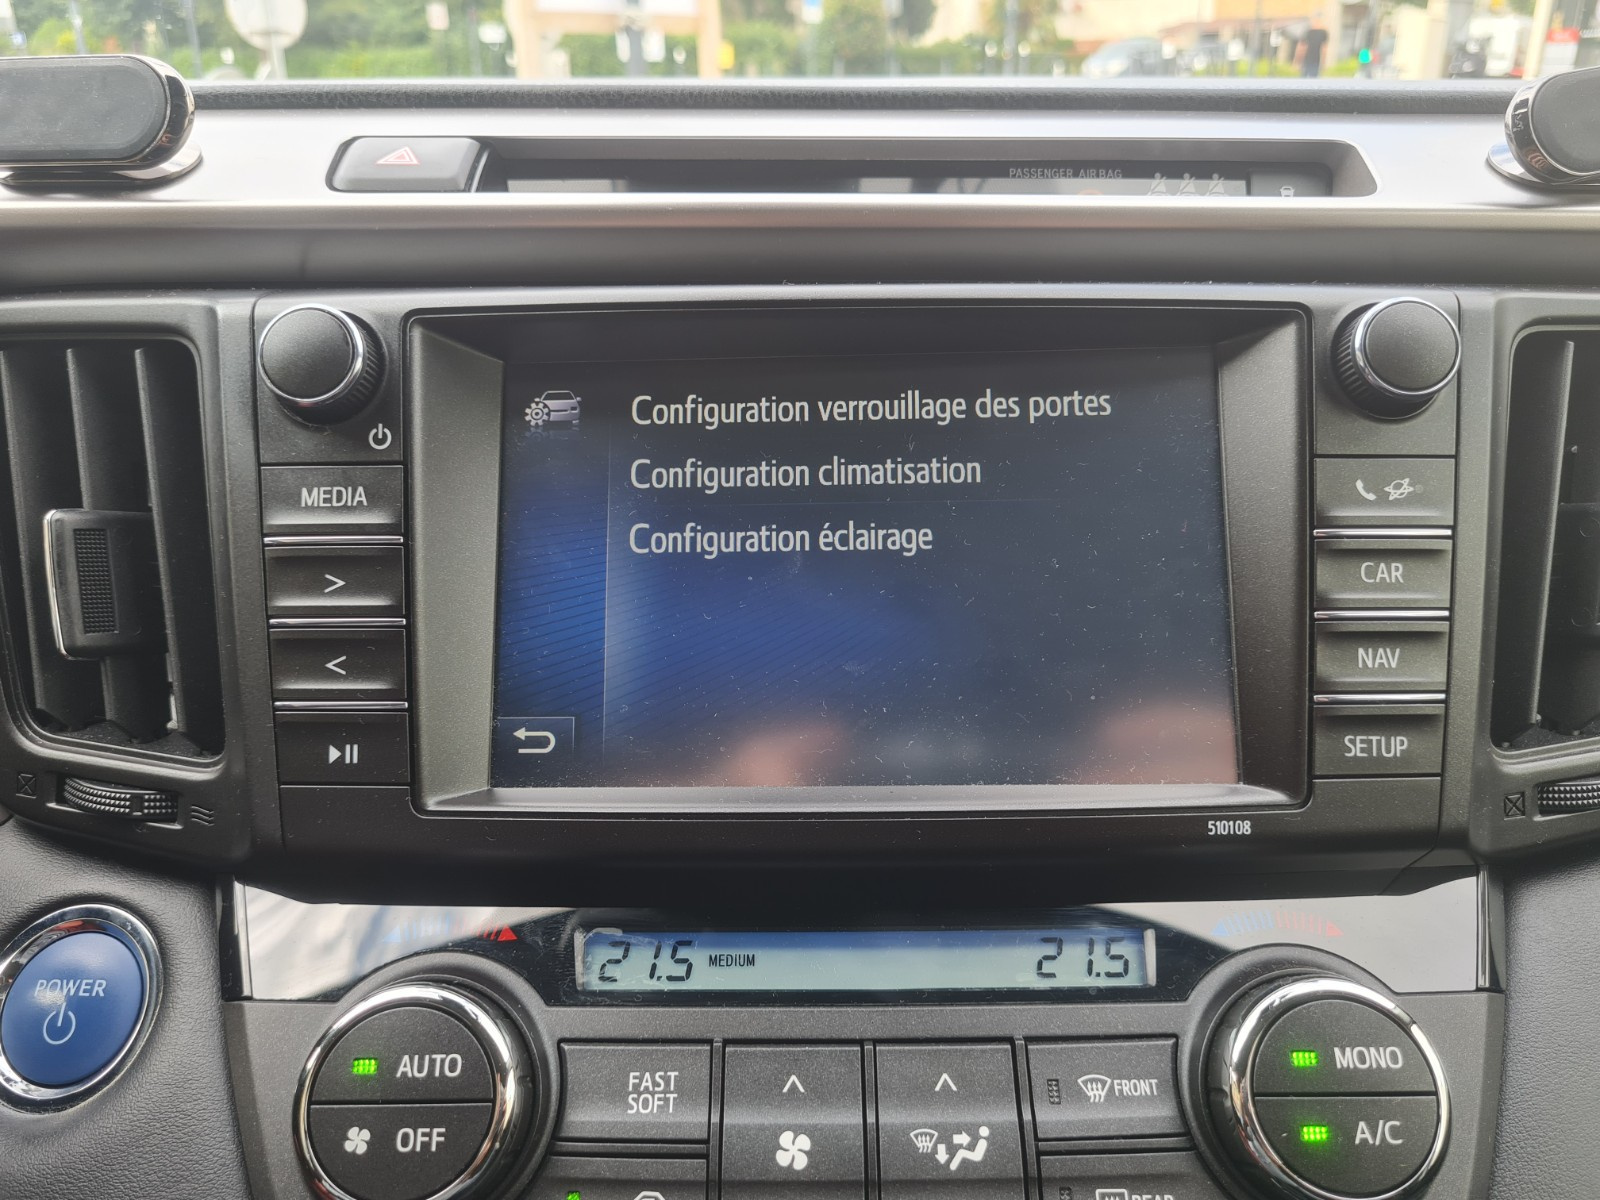 PASSENGER AIR BAG
Configuration verrouillage des portes
Configuration climatisation
Configuration éclairage
MEDIA
>
<
CAR
NAV
SETUP
510108
21.5 MEDIUM 21.5
POWER
AUTO
OFF
FAST
SOFT
FRONT
MONO
A/C
REAR